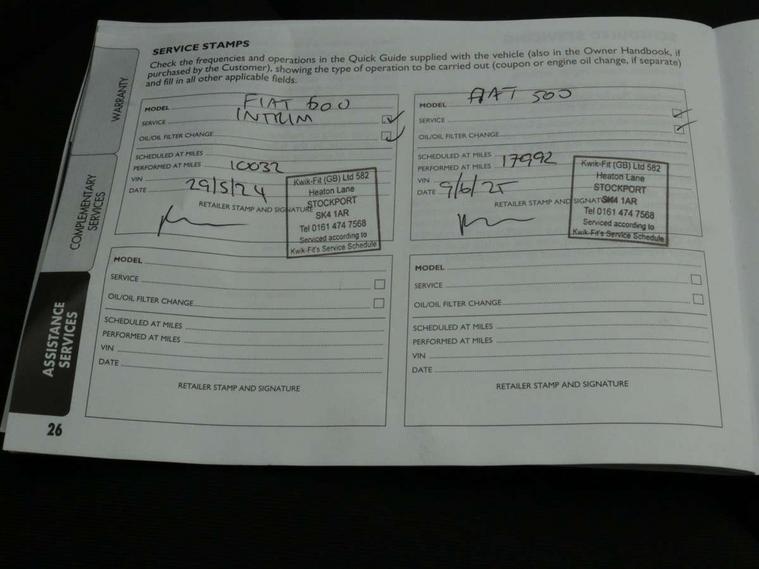 SERVICE STAMPS
Check the frequencies and operations in the Quick Guide supplied with the vehicle (also in the Owner Handbook, if
purchased by the Customer), showing the type of operation to be carried out (coupon or engine oil change, if separate)
and fill in all other applicable fields.
WARRANTY
COMPLEMENTARY
SERVICES
ASSISTANCE
SERVICES
MODEL FIAT 500
SERVICE INTRIM
OIL/OIL FILTER CHANGE
SCHEDULED AT MILES
PERFORMED AT MILES 10032
VIN
DATE 29/5/24
RETAILER STAMP AND SIGNATURE
Kwik-Fit (GB) Ltd 582
Heaton Lane
STOCKPORT
SK4 1AR
Tel 0161 474 7568
Serviced according to
Kwik-Fit's Service Schedule
MODEL FIAT 500
SERVICE
OIL/OIL FILTER CHANGE
SCHEDULED AT MILES
PERFORMED AT MILES 17992
VIN
DATE 9/6/25
RETAILER STAMP AND SIGNATURE
Kwik-Fit (GB) Ltd 582
Heaton Lane
STOCKPORT
SK4 1AR
Tel 0161 474 7568
Serviced according to
Kwik-Fit's Service Schedule
MODEL
SERVICE
OIL/OIL FILTER CHANGE
SCHEDULED AT MILES
PERFORMED AT MILES
VIN
DATE
RETAILER STAMP AND SIGNATURE
MODEL
SERVICE
OIL/OIL FILTER CHANGE
SCHEDULED AT MILES
PERFORMED AT MILES
VIN
DATE
RETAILER STAMP AND SIGNATURE
26